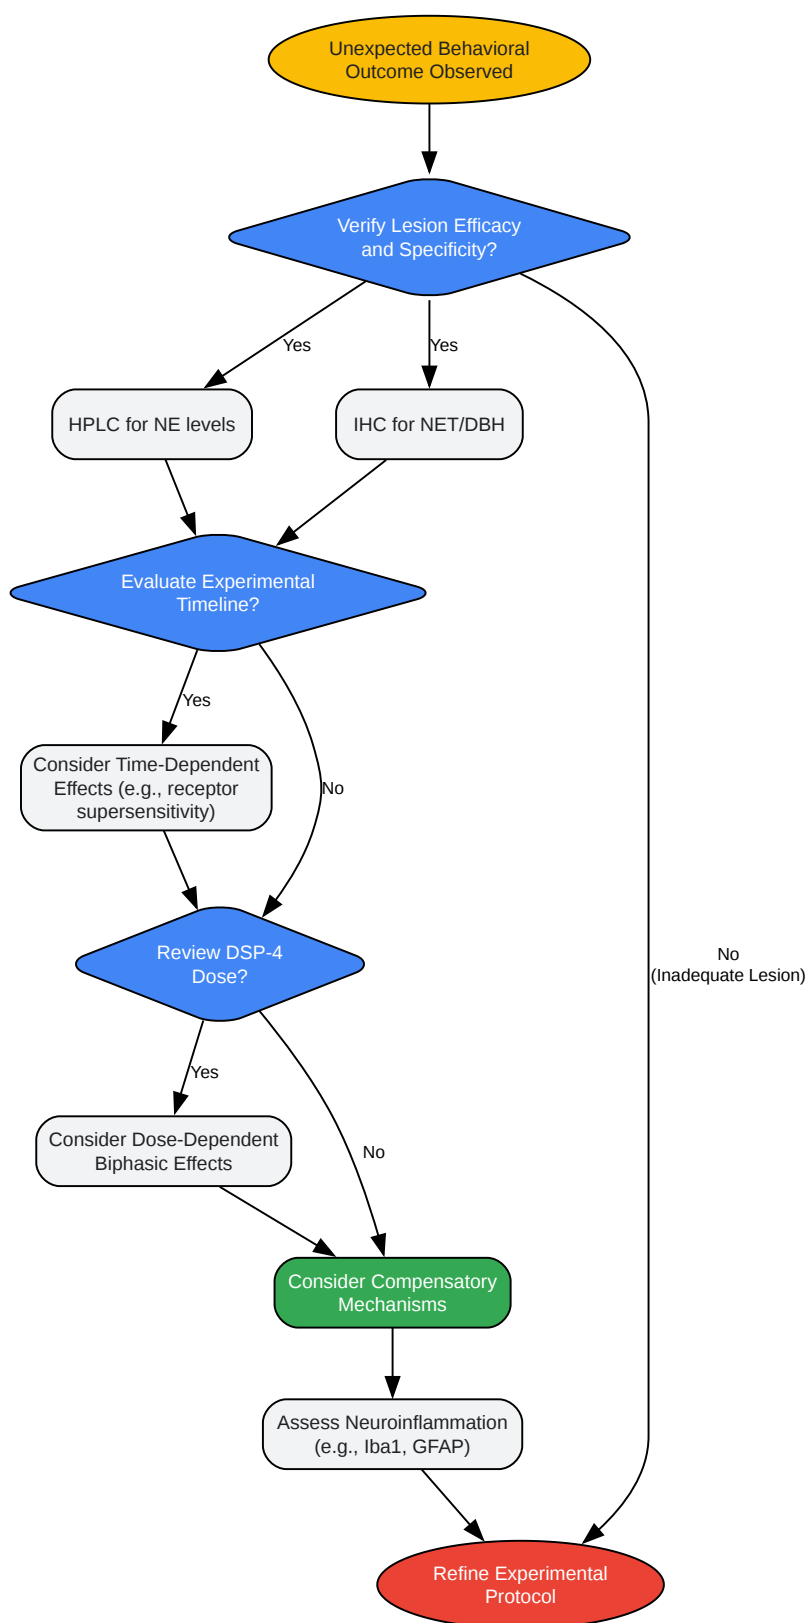 Unexpected Behavioral
Outcome Observed
Verify Lesion Efficacy
and Specificity?
Yes
Yes
HPLC for NE levels
IHC for NET/DBH
Evaluate Experimental
Timeline?
Yes
Consider Time-Dependent
Effects (e.g., receptor
supersensitivity)
No
Review DSP-4
Dose?
No
(Inadequate Lesion)
Yes
Consider Dose-Dependent
Biphasic Effects
No
Consider Compensatory
Mechanisms
Assess Neuroinflammation
(e.g., Iba1, GFAP)
Refine Experimental
Protocol